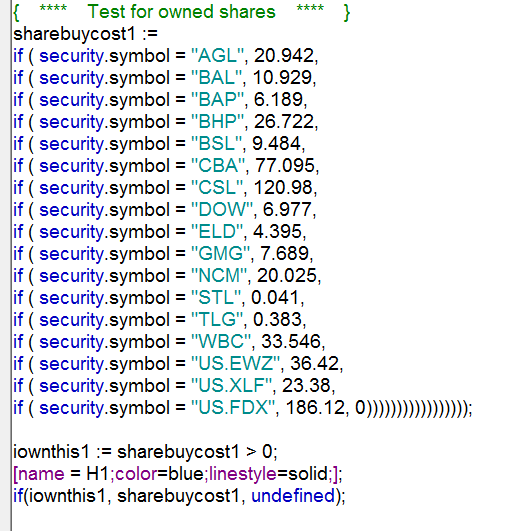 { **** Test for owned shares **** }
sharebuycost1 :=
if ( security.symbol = "AGL", 20.942,
if ( security.symbol = "BAL", 10.929,
if ( security.symbol = "BAP", 6.189,
if ( security.symbol = "BHP", 26.722,
if ( security.symbol = "BSL", 9.484,
if ( security.symbol = "CBA", 77.095,
if ( security.symbol = "CSL", 120.98,
if ( security.symbol = "DOW", 6.977,
if ( security.symbol = "ELD", 4.395,
if ( security.symbol = "GMG", 7.689,
if ( security.symbol = "NCM", 20.025,
if ( security.symbol = "STL", 0.041,
if ( security.symbol = "TLG", 0.383,
if ( security.symbol = "WBC", 33.546,
if ( security.symbol = "US.EWZ", 36.42,
if ( security.symbol = "US.XLF", 23.38,
if ( security.symbol = "US.FDX", 186.12, 0)))))))))))))))));
iownthis1 := sharebuycost1 > 0;
[name = H1;color=blue;linestyle=solid;];
if(iownthis1, sharebuycost1, undefined);